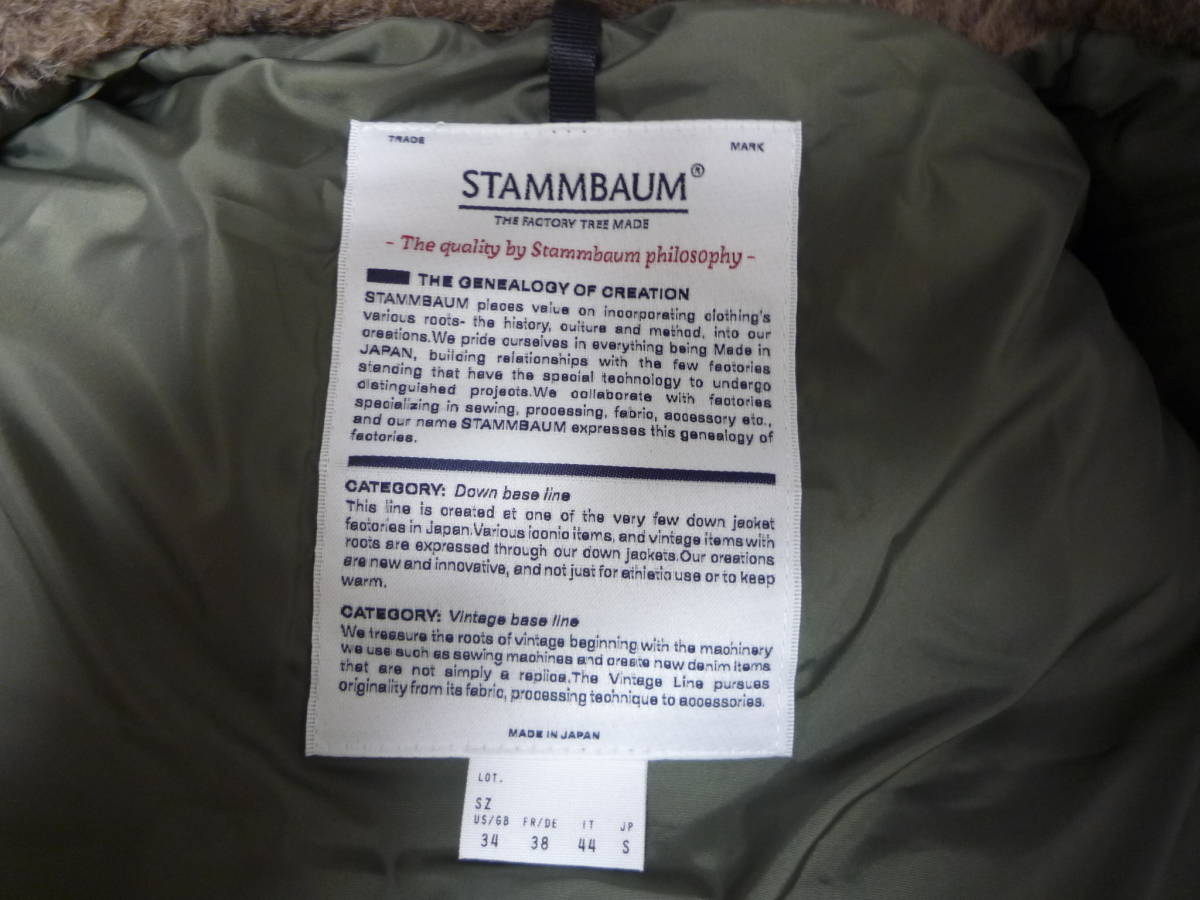 TRADE MARK
STAMMBAUM®
THE FACTORY TREE MADE
- The quality by Stammbaum philosophy -
THE GENEALOGY OF CREATION
STAMMBAUM places value on incorporating clothing's
various roots- the history, culture and method, into our
creations.We pride ourselves in everything being Made in
JAPAN, building relationships with the few factories
standing that have the special technology to undergo
distinguished projects.We collaborate with factories
specializing in sewing, processing, fabric, accessory etc.,
and our name STAMMBAUM expresses this genealogy of
factories.
CATEGORY: Down base line
This line is created at one of the very few down jacket
factories in Japan.Various iconic items, and vintage items with
roots are expressed through our down jackets.Our creations
are new and innovative, and not just for athletic use or to keep
warm.
CATEGORY: Vintage base line
We treasure the roots of vintage beginning with the machinery
we use such as sewing machines and create new denim items
that are not simply a replica.The Vintage Line pursues
originality from its fabric, processing technique to accessories.
MADE IN JAPAN
LOT.
SZ
US/GB FR/DE IT JP
34 38 44 S